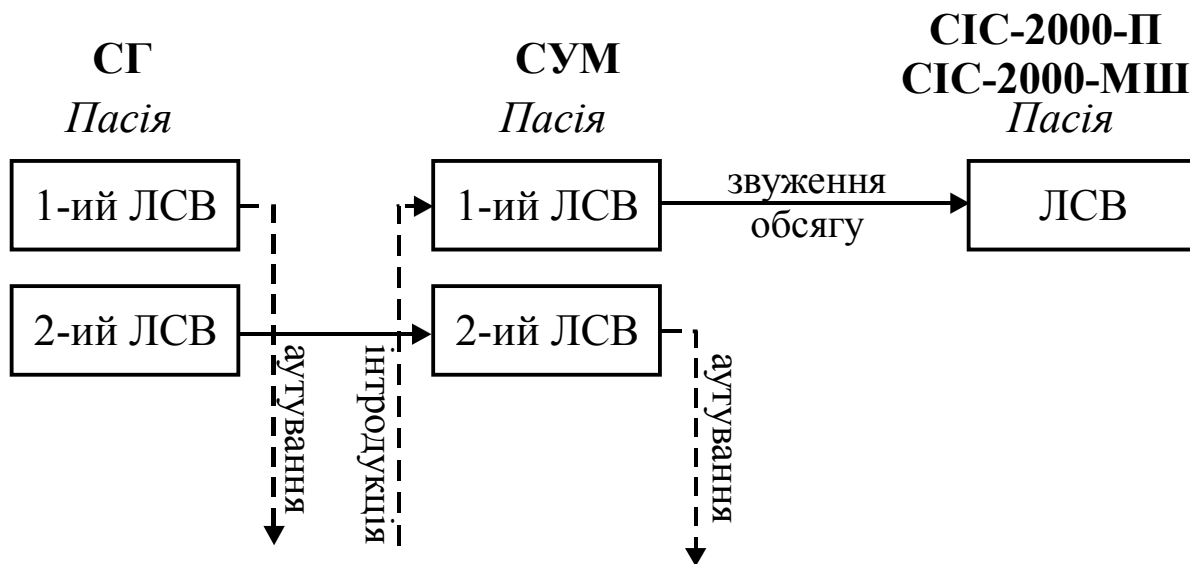 СГ
СУМ
СІС-2000-П
СІС-2000-МШ
Пасія
Пасія
Пасія
1-ий ЛСВ
1-ий ЛСВ
звуження
обсягу
ЛСВ
2-ий ЛСВ
2-ий ЛСВ
аутування
інтродукція
аутування